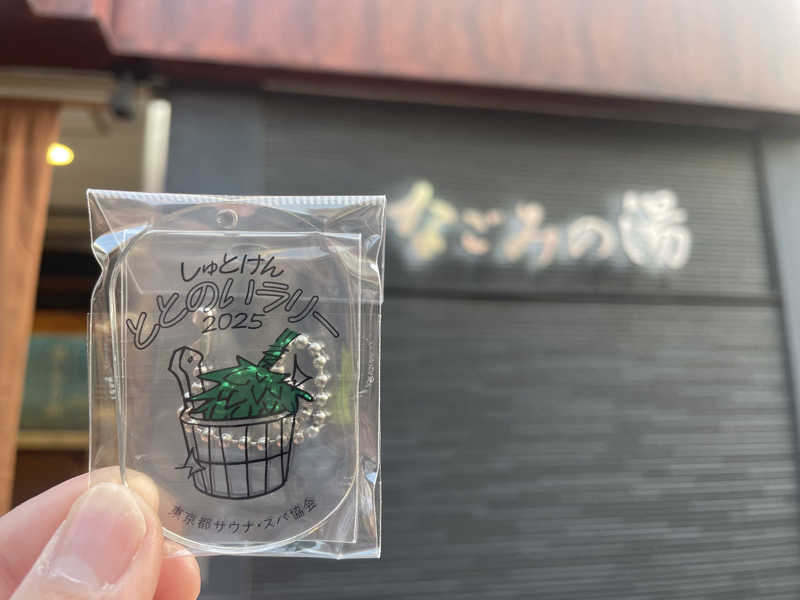 なごみの湯
しゅとけん
ととのいラリー
2025
東京都サウナ・スパ協会